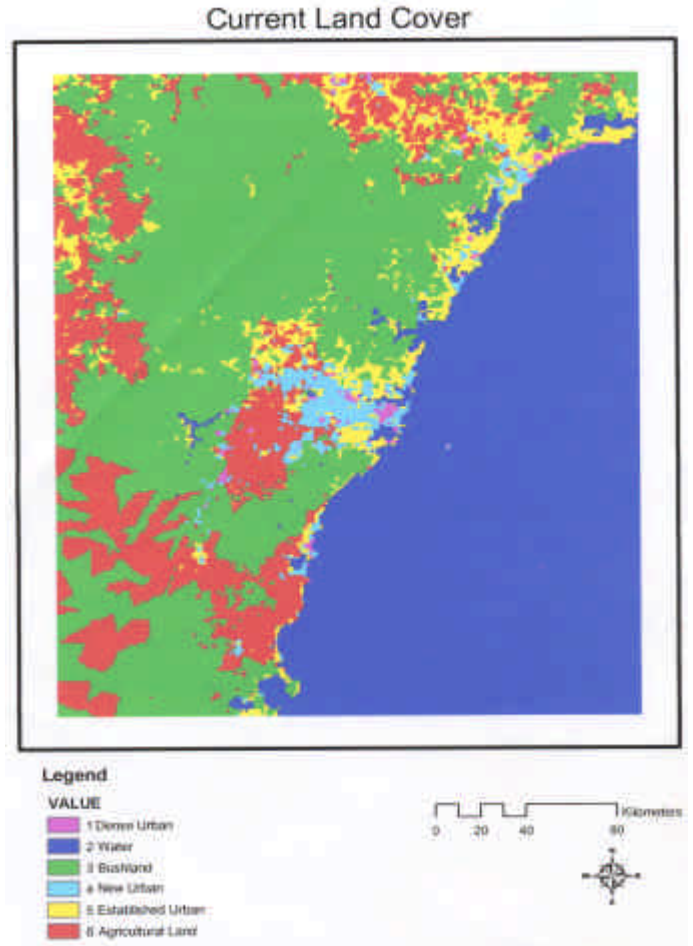 Current Land Cover
Legend
VALUE
1 Dense Urban
2 Water
3 Bushland
4 New Urban
5 Established Urban
6 Agricultural Land
Kilometers
0 20 40 80